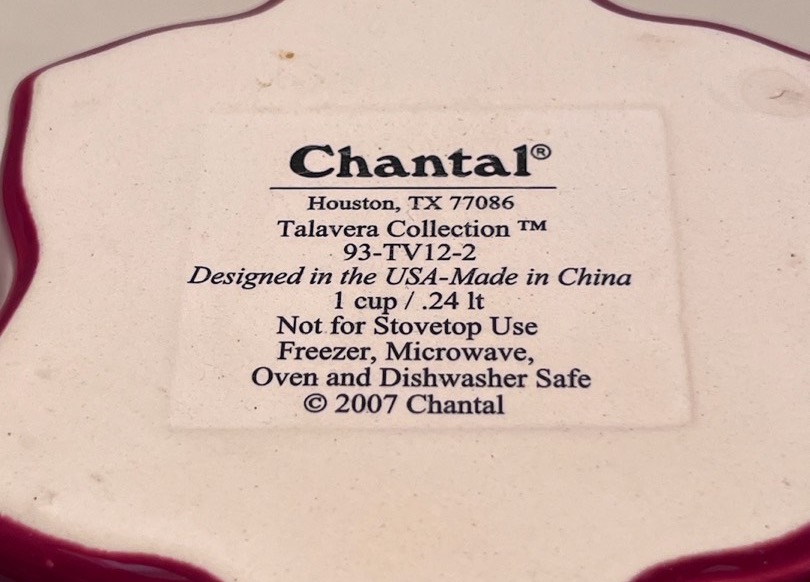 Chantal®
Houston, TX 77086
Talavera Collection ™
93-TV12-2
Designed in the USA-Made in China
1 cup / .24 lt
Not for Stovetop Use
Freezer, Microwave,
Oven and Dishwasher Safe
© 2007 Chantal